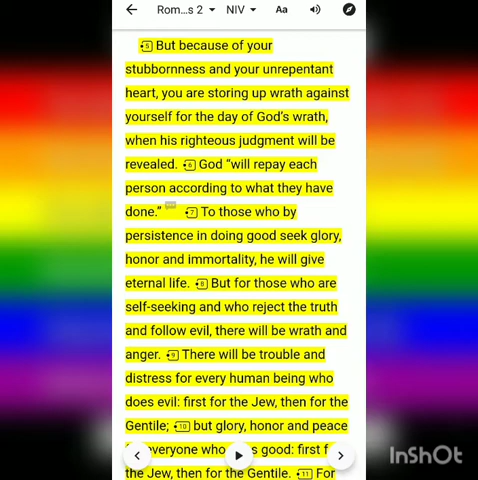 Rom...s 2 NIV Aa
5 But because of your
stubbornness and your unrepentant
heart, you are storing up wrath against
yourself for the day of God’s wrath,
when his righteous judgment will be
revealed. 6 God “will repay each
person according to what they have
done.” 7 To those who by
persistence in doing good seek glory,
honor and immortality, he will give
eternal life. 8 But for those who are
self-seeking and who reject the truth
and follow evil, there will be wrath and
anger. 9 There will be trouble and
distress for every human being who
does evil: first for the Jew, then for the
Gentile; 10 but glory, honor and peace
everyone who good: first
the Jew, then for the Gentile. 11 For
InShOt